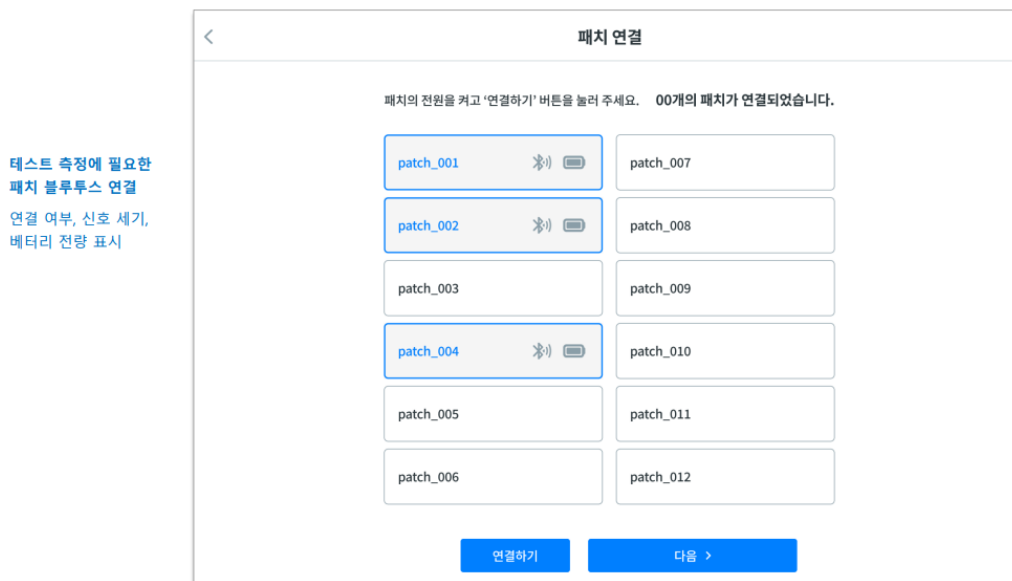 패치 연결
패치의 전원을 켜고 ‘연결하기’ 버튼을 눌러 주세요. 00개의 패치가 연결되었습니다.
테스트 측정에 필요한
패치 블루투스 연결
연결 여부, 신호 세기,
베터리 전량 표시
patch_001
patch_007
patch_002
patch_008
patch_003
patch_009
patch_004
patch_010
patch_005
patch_011
patch_006
patch_012
연결하기
다음 >